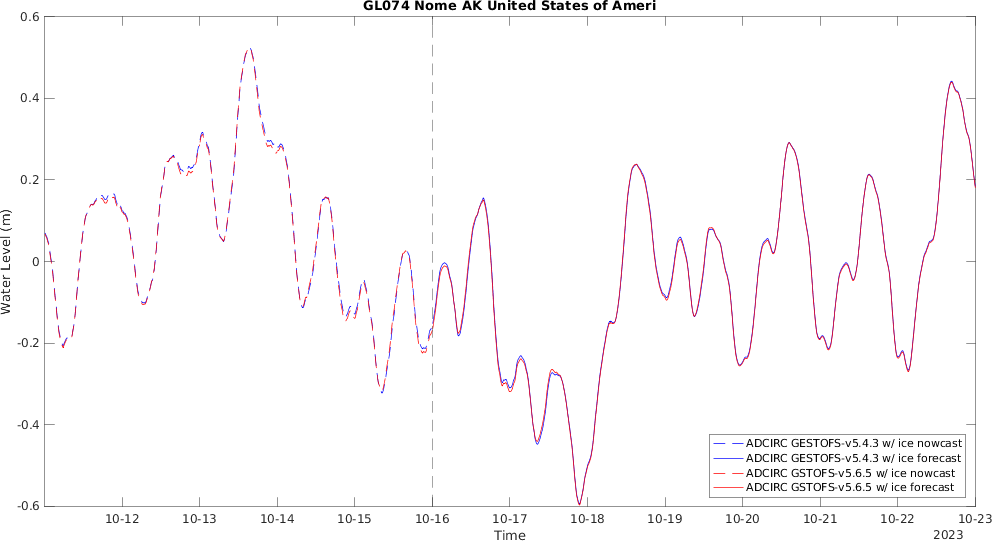 GL074 Nome AK United States of Ameri
0.6
0.4
0.2
0
-0.2
-0.4
-0.6
Water Level (m)
ADCIRC GESTOFS-v5.4.3 w/ ice nowcast
ADCIRC GESTOFS-v5.4.3 w/ ice forecast
ADCIRC GSTOFS-v5.6.5 w/ ice nowcast
ADCIRC GSTOFS-v5.6.5 w/ ice forecast
10-12 10-13 10-14 10-15 10-16 10-17 10-18 10-19 10-20 10-21 10-22 10-23
Time
2023